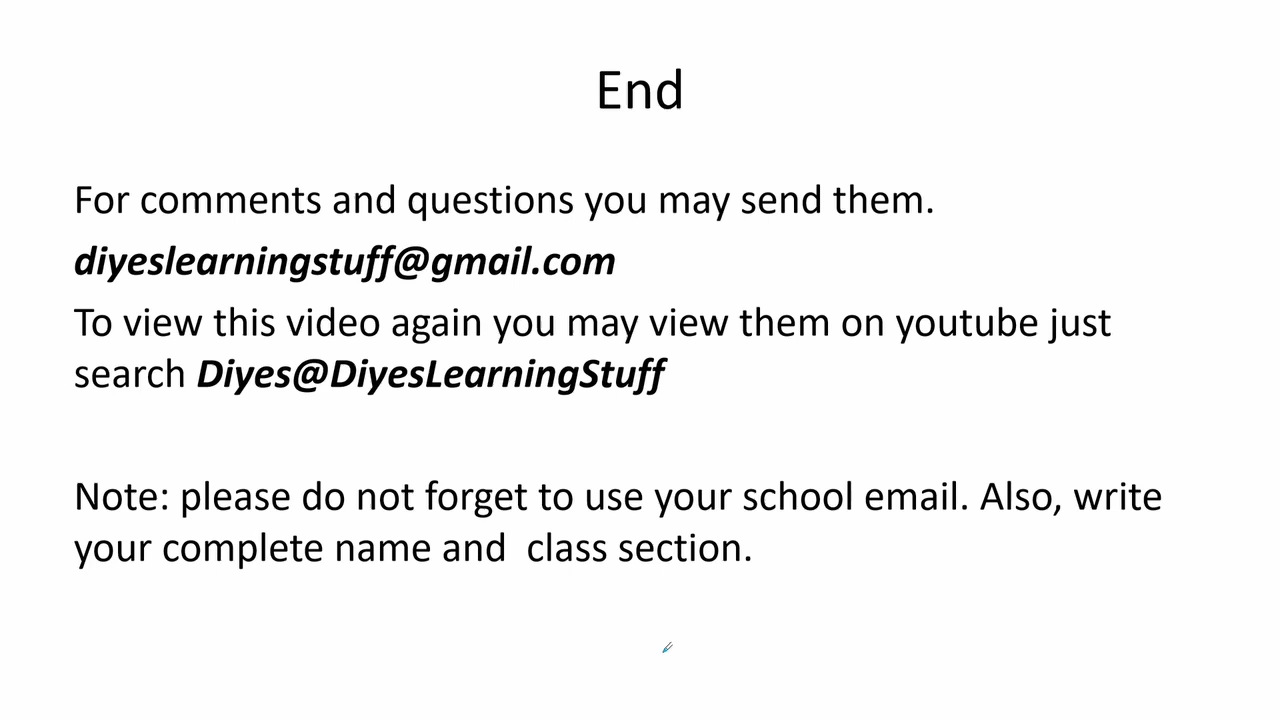 End
For comments and questions you may send them.
diyeslearningstuff@gmail.com
To view this video again you may view them on youtube just
search Diyes@DiyesLearningStuff
Note: please do not forget to use your school email. Also, write
your complete name and  class section.